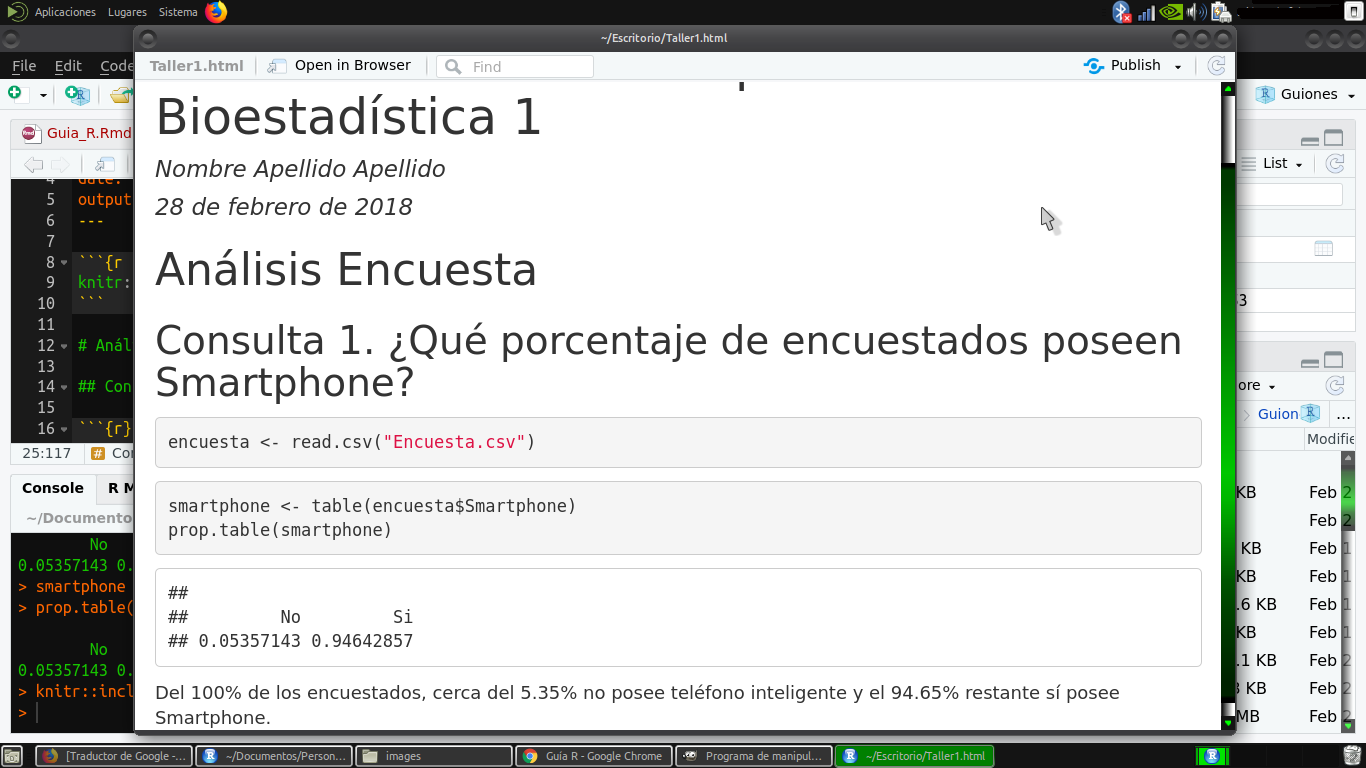 Aplicaciones Lugares Sistema
~/Escritorio/Taller1.html
File Edit Code
Taller1.html Open in Browser Find Publish
Guiones
Guia_R.Rmd
List
Bioestadística 1
Nombre Apellido Apellido
28 de febrero de 2018
Análisis Encuesta
Consulta 1. ¿Qué porcentaje de encuestados poseen
Smartphone?
encuesta <- read.csv("Encuesta.csv")
smartphone <- table(encuesta$Smartphone)
prop.table(smartphone)
##
## No Si
## 0.05357143 0.94642857
Del 100% de los encuestados, cerca del 5.35% no posee teléfono inteligente y el 94.65% restante sí posee
Smartphone.
4 date:
5 output
6 ---
7
8 ```{r
9 knitr:
10 ```
11
12 # Anál
13
14 ## Con
15
16 ```{r}
25:117 # Con
Console R M
~/Documento
No
0.05357143 0.
> smartphone
> prop.table(
No
0.05357143 0.
> knitr::incl
>
63
ore
Guion R ...
Modifie
KB Feb 2
Feb 2
KB Feb 1
KB Feb 1
.6 KB Feb 1
KB Feb 1
.1 KB Feb 2
3 KB Feb 2
MB Feb 2
[Traductor de Google -... ~/Documentos/Person... images Guia R - Google Chrome Programa de manipul... ~/Escritorio/Taller1.html